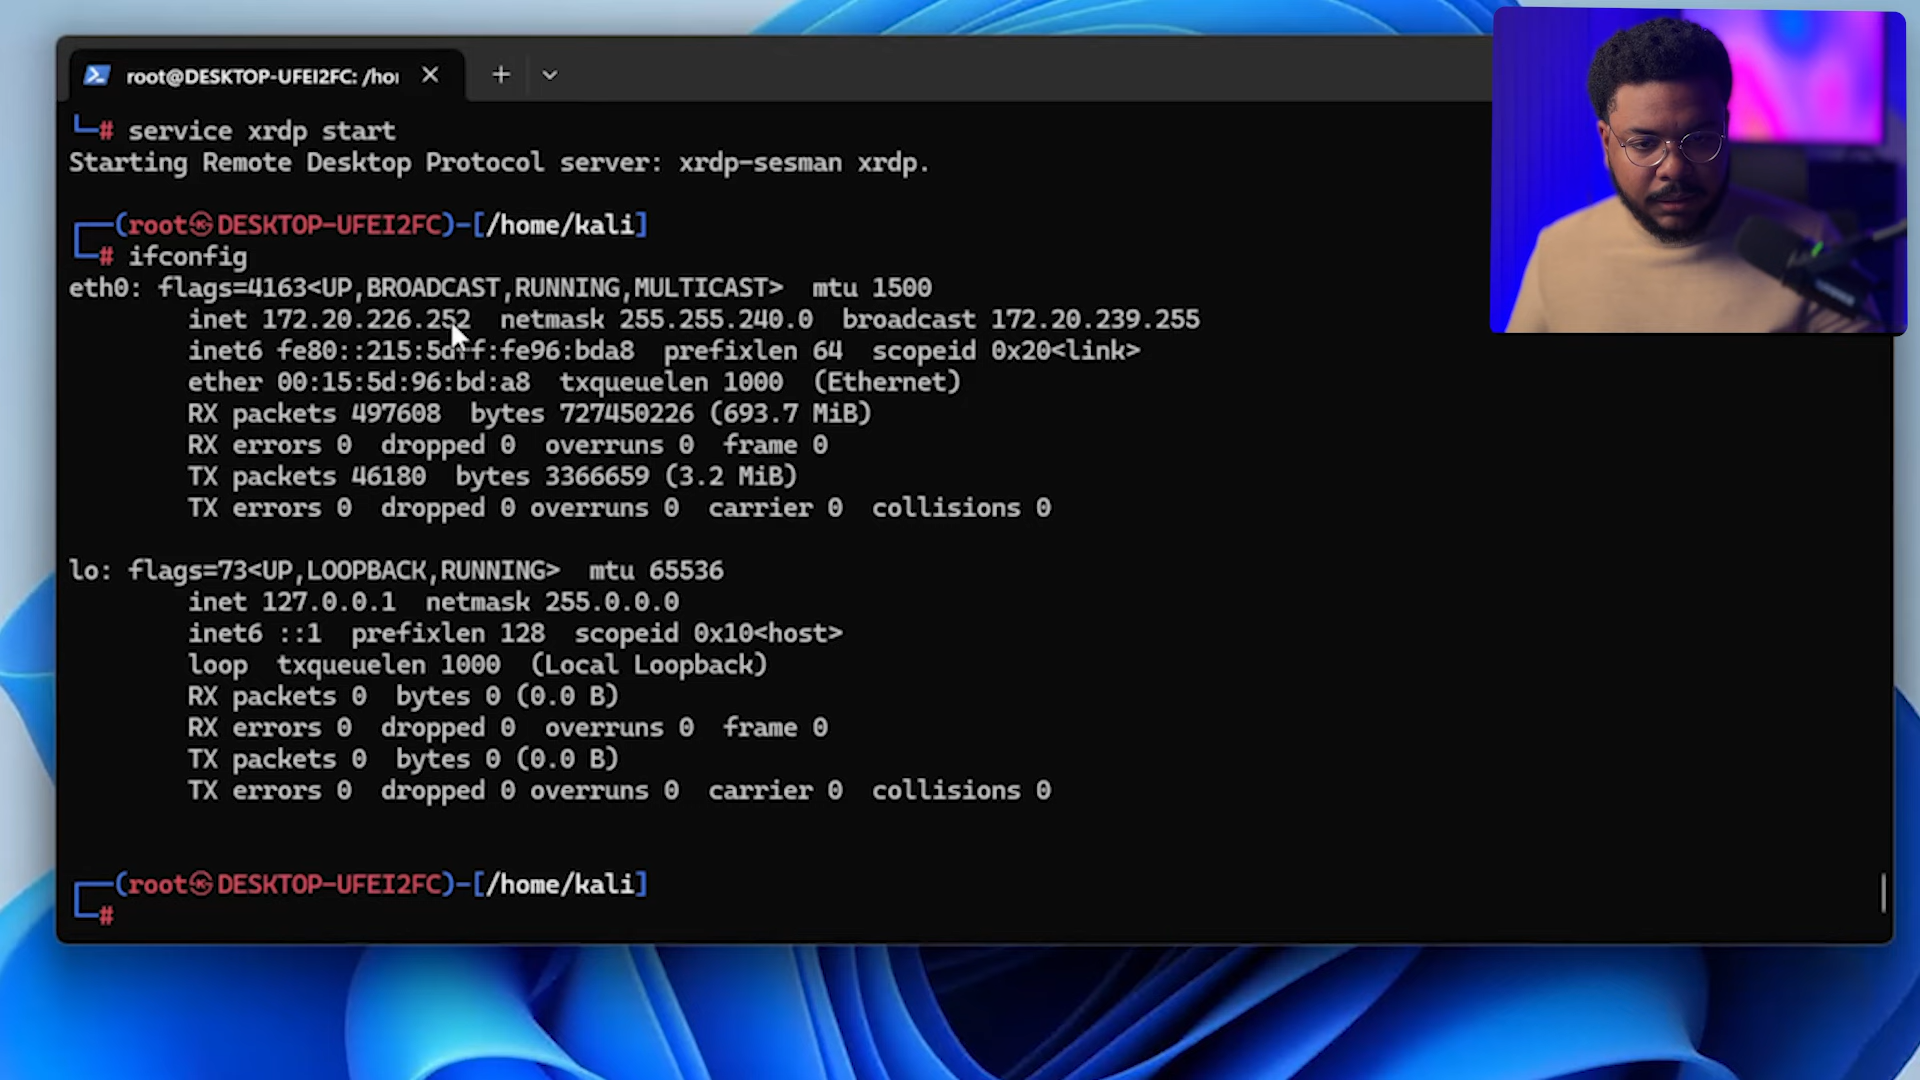 root@DESKTOP-UFEI2FC: /hor
# service xrdp start
Starting Remote Desktop Protocol server: xrdp-sesman xrdp.
(root㉿DESKTOP-UFEI2FC)-[/home/kali]
# ifconfig
eth0: flags=4163<UP,BROADCAST,RUNNING,MULTICAST>  mtu 1500
inet 172.20.226.252  netmask 255.255.240.0  broadcast 172.20.239.255
inet6 fe80::215:5dff:fe96:bda8  prefixlen 64  scopeid 0x20<link>
ether 00:15:5d:96:bd:a8  txqueuelen 1000  (Ethernet)
RX packets 497608  bytes 727450226 (693.7 MiB)
RX errors 0  dropped 0  overruns 0  frame 0
TX packets 46180  bytes 3366659 (3.2 MiB)
TX errors 0  dropped 0 overruns 0  carrier 0  collisions 0
lo: flags=73<UP,LOOPBACK,RUNNING>  mtu 65536
inet 127.0.0.1  netmask 255.0.0.0
inet6 ::1  prefixlen 128  scopeid 0x10<host>
loop  txqueuelen 1000  (Local Loopback)
RX packets 0  bytes 0 (0.0 B)
RX errors 0  dropped 0  overruns 0  frame 0
TX packets 0  bytes 0 (0.0 B)
TX errors 0  dropped 0 overruns 0  carrier 0  collisions 0
(root㉿DESKTOP-UFEI2FC)-[/home/kali]
#